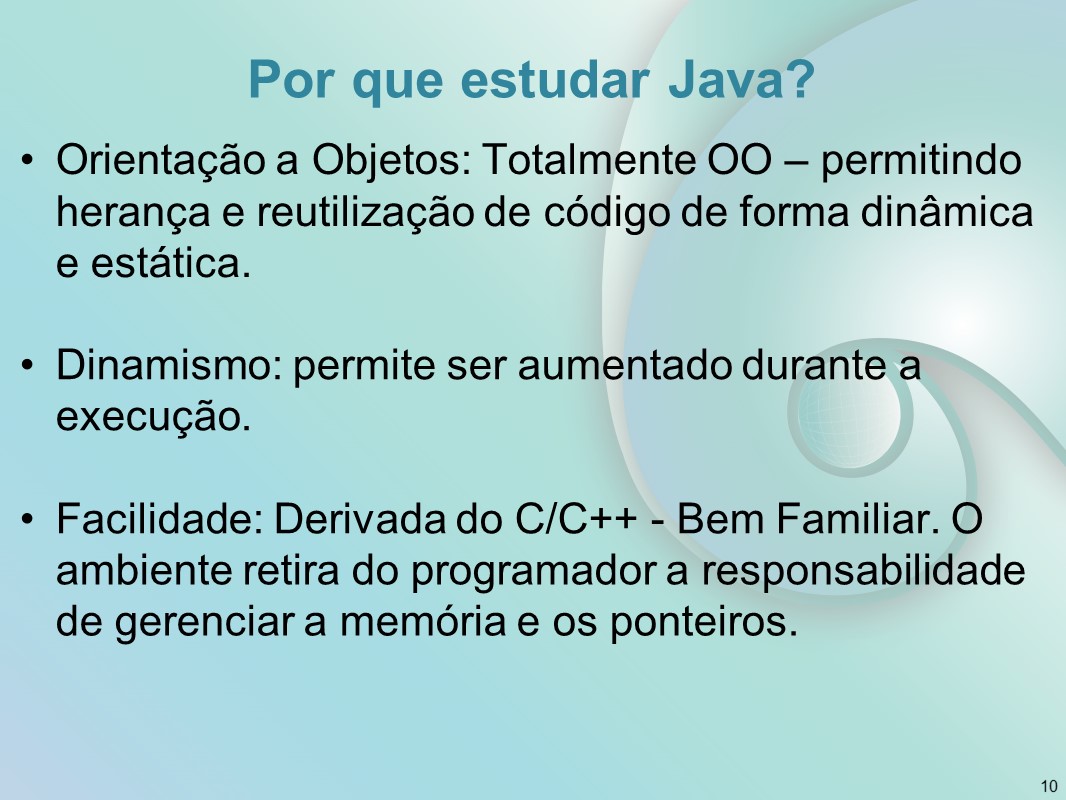 Por que estudar Java?
• Orientação a Objetos: Totalmente OO – permitindo
herança e reutilização de código de forma dinâmica
e estática.
• Dinamismo: permite ser aumentado durante a
execução.
• Facilidade: Derivada do C/C++ - Bem Familiar. O
ambiente retira do programador a responsabilidade
de gerenciar a memória e os ponteiros.
10